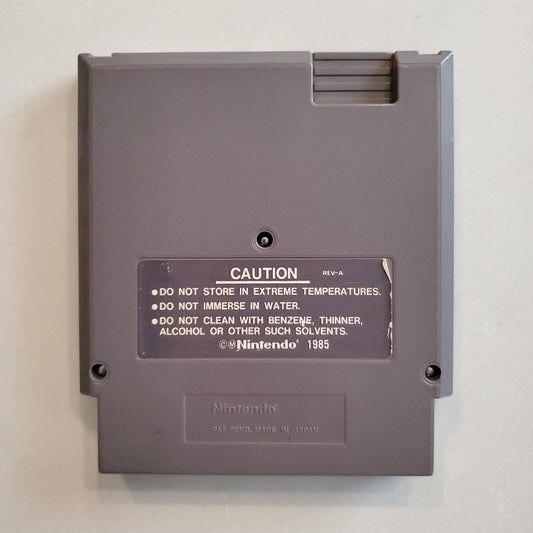 CAUTION REV-A
●DO NOT STORE IN EXTREME TEMPERATURES.
●DO NOT IMMERSE IN WATER.
●DO NOT CLEAN WITH BENZENE, THINNER,
ALCOHOL OR OTHER SUCH SOLVENTS.
©Ⓜ Nintendo® 1985
Nintendo®
PAT. PEND. MADE IN JAPAN